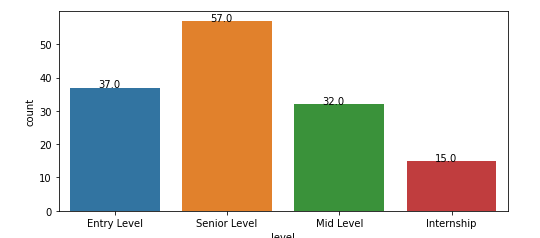 57.0
50
40
37.0
32.0
30
20
15.0
10
0
count
Entry Level
Senior Level
Mid Level
Internship
level